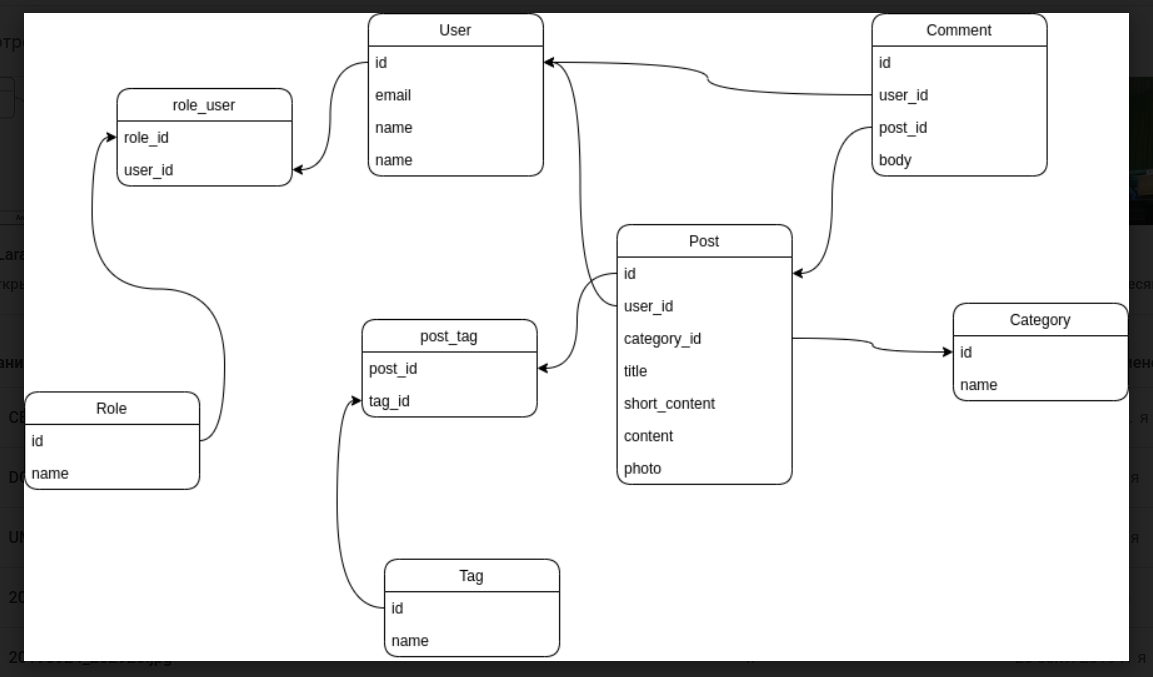 User
id
email
name
name
Comment
id
user_id
post_id
body
role_user
role_id
user_id
Post
id
user_id
category_id
title
short_content
content
photo
Category
id
name
post_tag
post_id
tag_id
Role
id
name
Tag
id
name